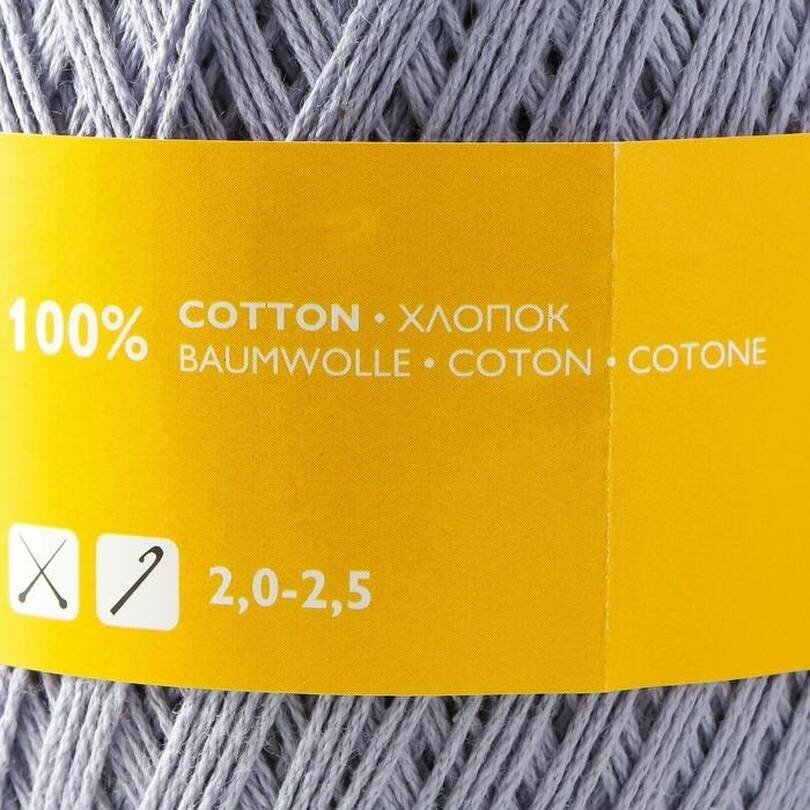 100% COTTON • ХЛОПОК
BAUMWOLLE • COTON • COTONE
2,0-2,5